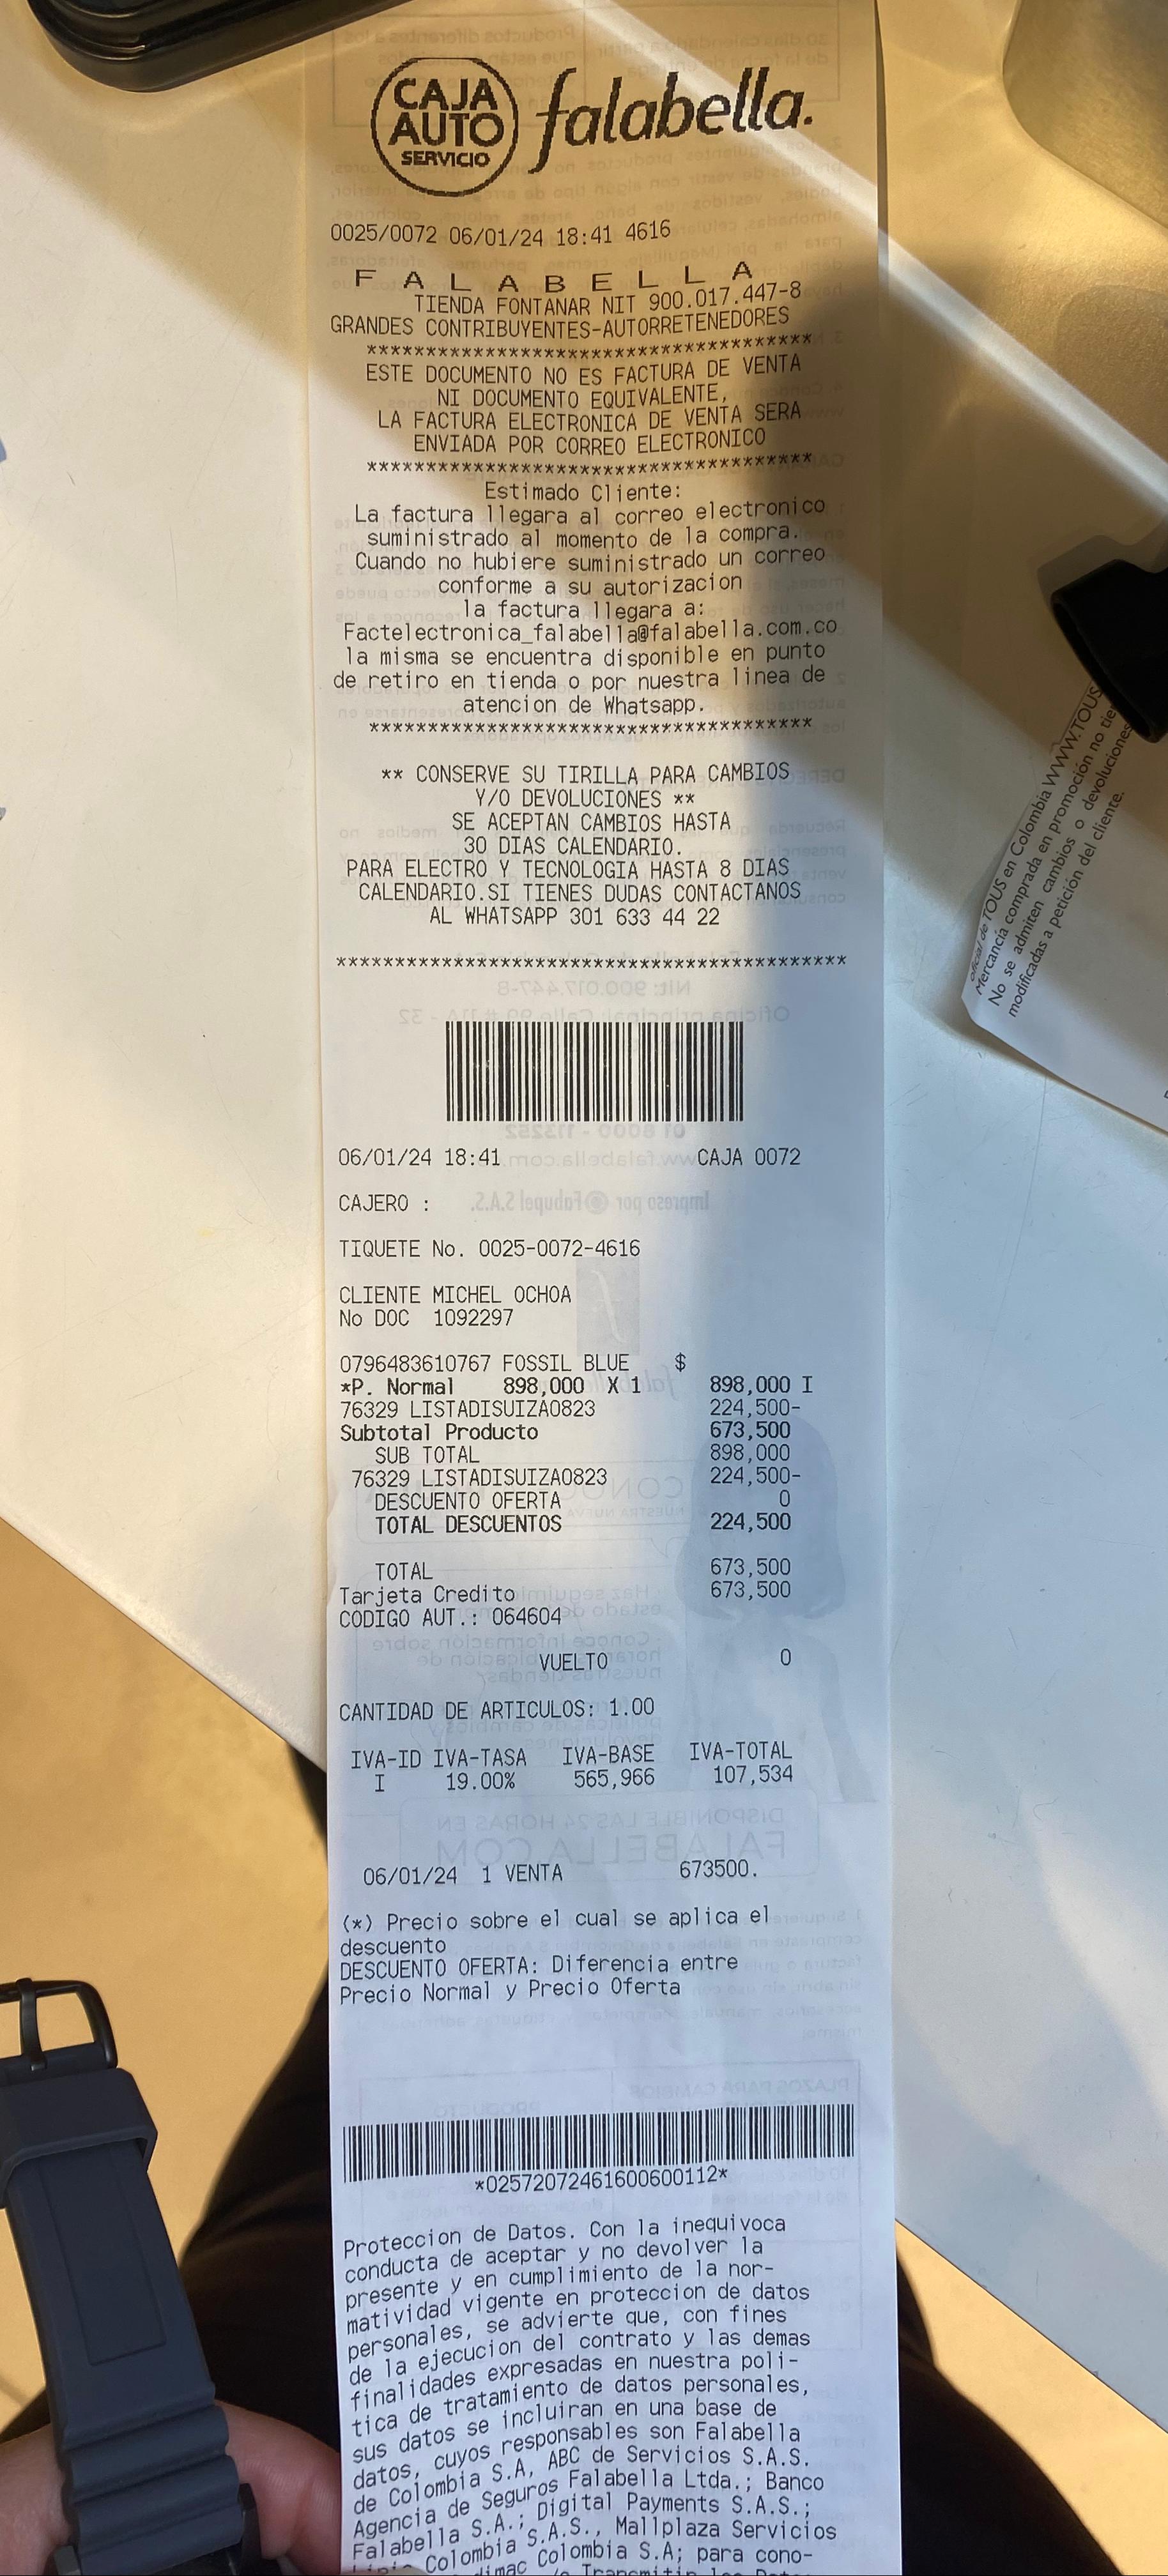 CAJA
AUTO
SERVICIO
falabella.
0025/0072 06/01/24 18:41 4616
F A L A B E L L A
TIENDA FONTANAR NIT 900.017.447-8
GRANDES CONTRIBUYENTES-AUTORRETENEDORES
*************************************
ESTE DOCUMENTO NO ES FACTURA DE VENTA
NI DOCUMENTO EQUIVALENTE,
LA FACTURA ELECTRONICA DE VENTA SERA
ENVIADA POR CORREO ELECTRONICO
*************************************
Estimado Cliente:
La factura llegara al correo electronico
suministrado al momento de la compra.
Cuando no hubiere suministrado un correo
conforme a su autorizacion
la factura llegara a:
Factelectronica_falabella@falabella.com.co
la misma se encuentra disponible en punto
de retiro en tienda o por nuestra linea de
atencion de Whatsapp.
*************************************
** CONSERVE SU TIRILLA PARA CAMBIOS
Y/O DEVOLUCIONES **
SE ACEPTAN CAMBIOS HASTA
30 DIAS CALENDARIO.
PARA ELECTRO Y TECNOLOGIA HASTA 8 DIAS
CALENDARIO.SI TIENES DUDAS CONTACTANOS
AL WHATSAPP 301 633 44 22
*******************************************
06/01/24 18:41 CAJA 0072
CAJERO :
TIQUETE No. 0025-0072-4616
CLIENTE MICHEL OCHOA
No DOC 1092297
0796483610767 FOSSIL BLUE $
*P. Normal 898,000 X 1 898,000 I
76329 LISTADISUIZA0823 224,500-
Subtotal Producto 673,500
SUB TOTAL 898,000
76329 LISTADISUIZA0823 224,500-
DESCUENTO OFERTA 0
TOTAL DESCUENTOS 224,500
TOTAL 673,500
Tarjeta Credito 673,500
CODIGO AUT.: 064604
VUELTO 0
CANTIDAD DE ARTICULOS: 1.00
IVA-ID IVA-TASA IVA-BASE IVA-TOTAL
I 19.00% 565,966 107,534
06/01/24 1 VENTA 673500.
(*) Precio sobre el cual se aplica el
descuento
DESCUENTO OFERTA: Diferencia entre
Precio Normal y Precio Oferta
*025720724616006001​12*
Proteccion de Datos. Con la inequivoca
conducta de aceptar y no devolver la
presente y en cumplimiento de la nor-
matividad vigente en proteccion de datos
personales, se advierte que, con fines
de la ejecucion del contrato y las demas
finalidades expresadas en nuestra poli-
tica de tratamiento de datos personales,
sus datos se incluiran en una base de
datos, cuyos responsables son Falabella
de Colombia S.A, ABC de Servicios S.A.S.
Agencia de Seguros Falabella Ltda.; Banco
Falabella S.A.; Digital Payments S.A.S.;
Colombia S.A.S., Mallplaza Servicios
Colombia S.A; para cono-
oficial de TOUS en Colombia WWW.TOUS
Mercancía comprada en promoción no tien
No se admiten cambios o devoluciones
modificadas a petición del cliente.